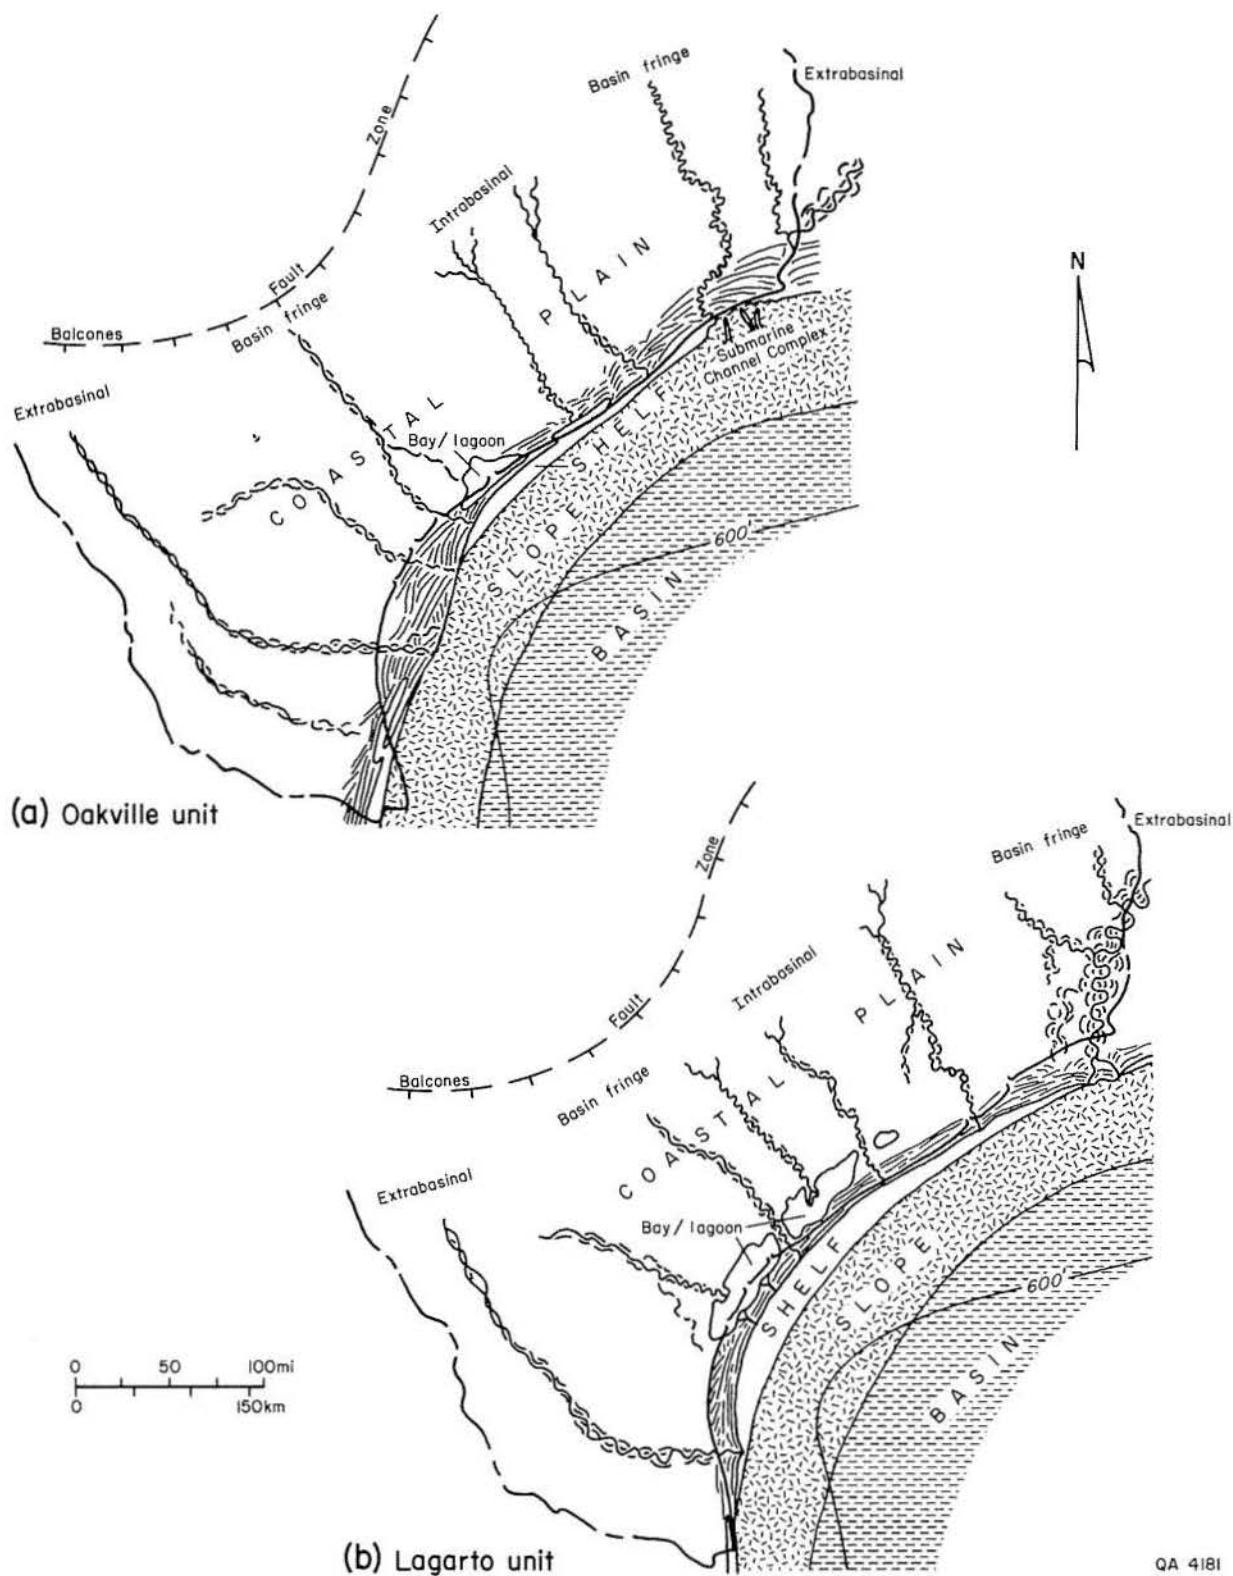 Basin fringe
Extrabasinal
Zone
Intrabasinal
N
PLAIN
Fault
Balcones
Basin fringe
Submarine
Channel Complex
Extrabasinal
COASTAL
Bay/lagoon
SHELF
SLOPE
600
BASIN
(a) Oakville unit
Extrabasinal
Basin fringe
Zone
Intrabasinal
PLAIN
Fault
Balcones
Basin fringe
COASTAL
Extrabasinal
Bay/lagoon
SHELF
SLOPE
600
BASIN
0 50 100mi
0 150km
(b) Lagarto unit
QA 4181